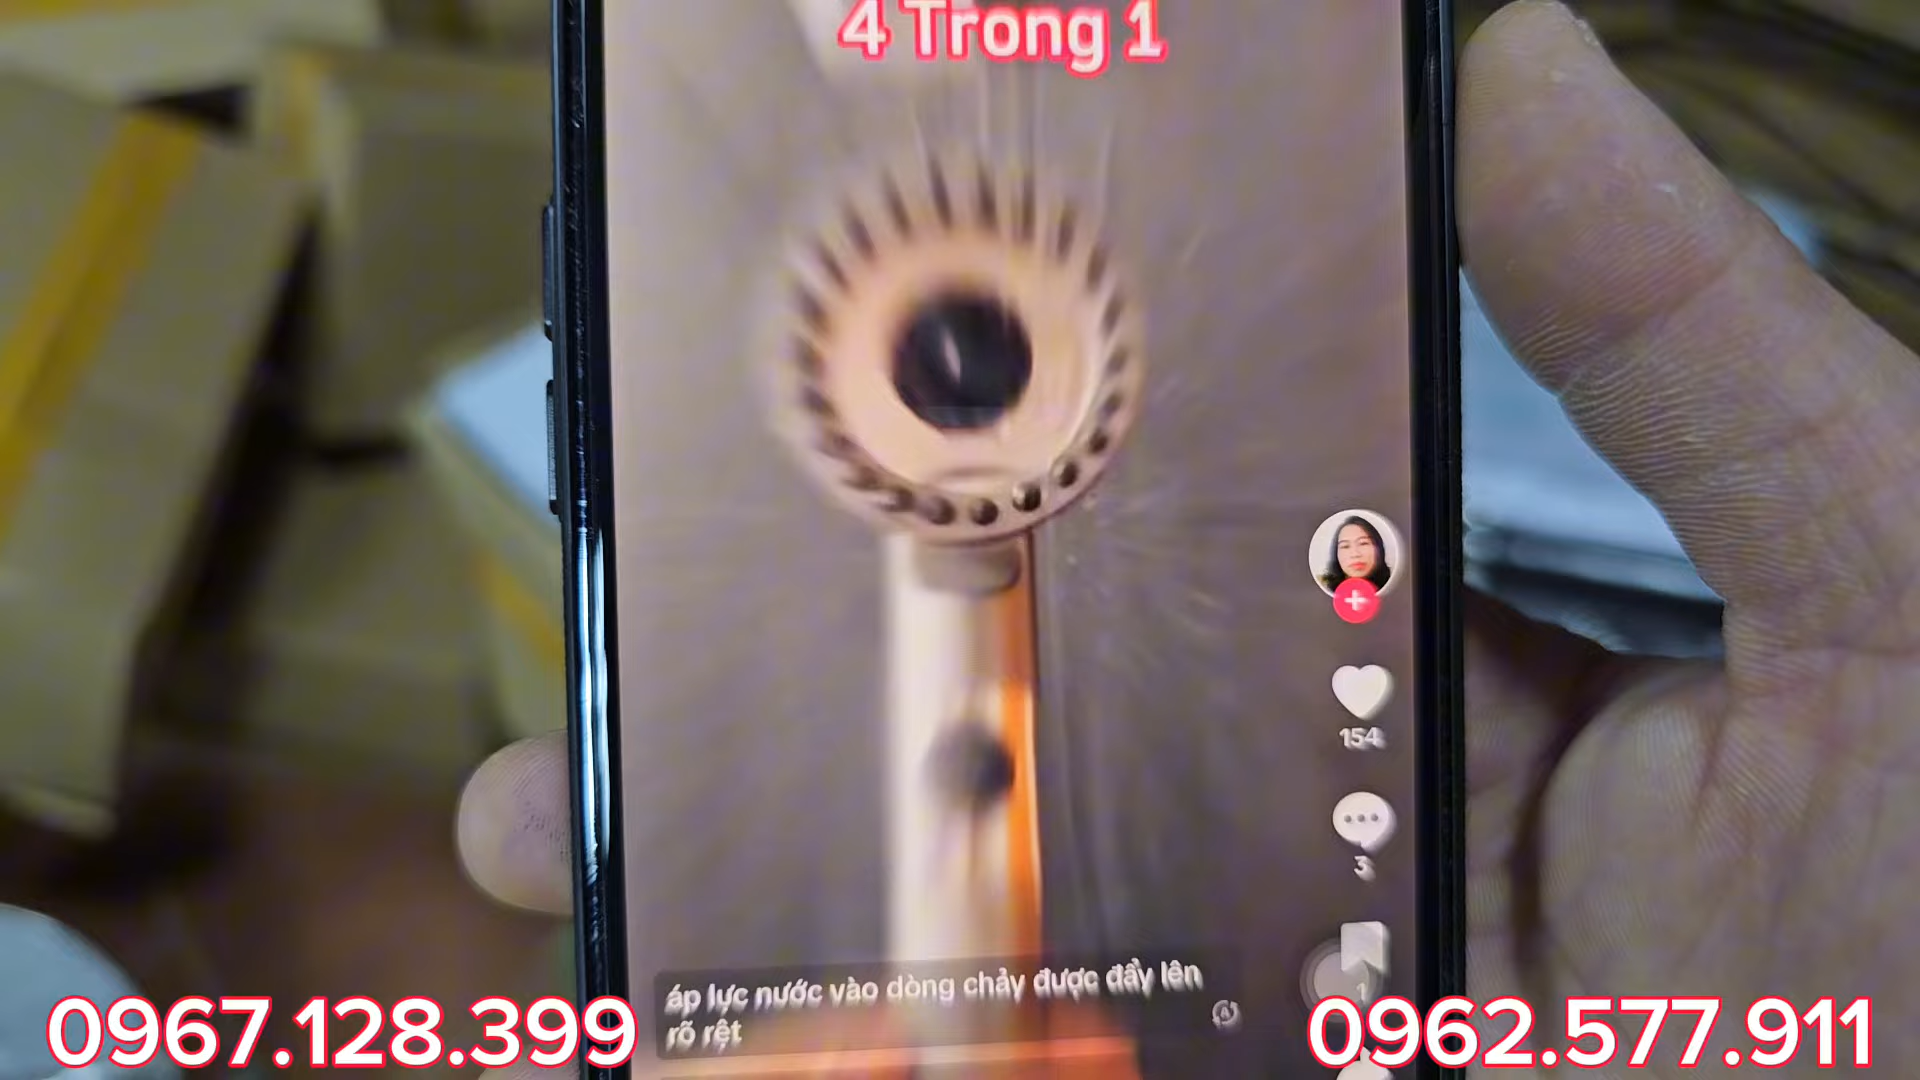 4 Trong 1
154
3
1
áp lực nước vào dòng chảy được đẩy lên
rõ rệt
0967.128.399
0962.577.911